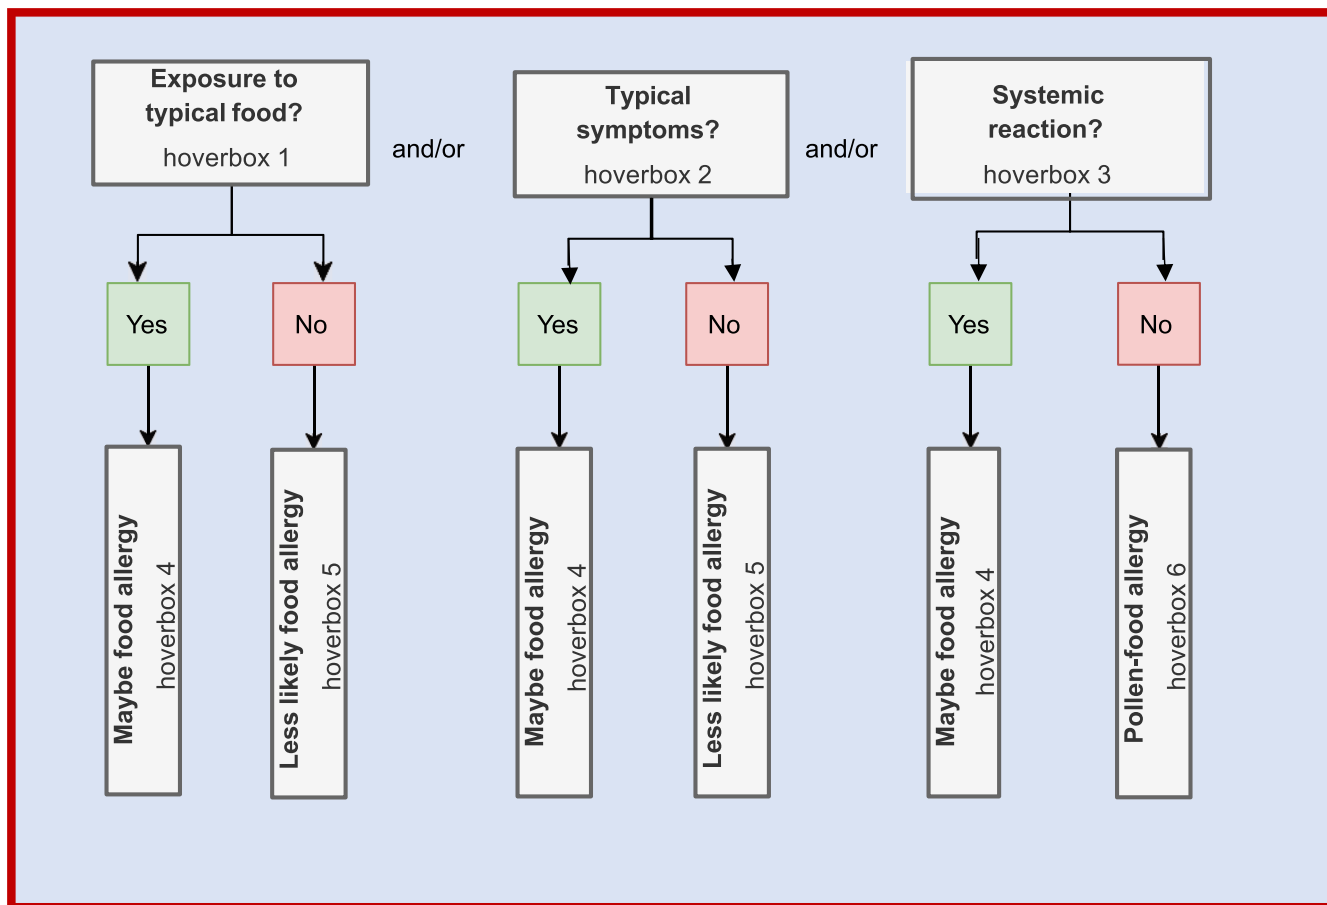 Exposure to
typical food?
hoverbox 1
and/or
Typical
symptoms?
hoverbox 2
and/or
Systemic
reaction?
hoverbox 3
Yes
No
Yes
No
Yes
No
Maybe food allergy
hoverbox 4
Less likely food allergy
hoverbox 5
Maybe food allergy
hoverbox 4
Less likely food allergy
hoverbox 5
Maybe food allergy
hoverbox 4
Pollen-food allergy
hoverbox 6